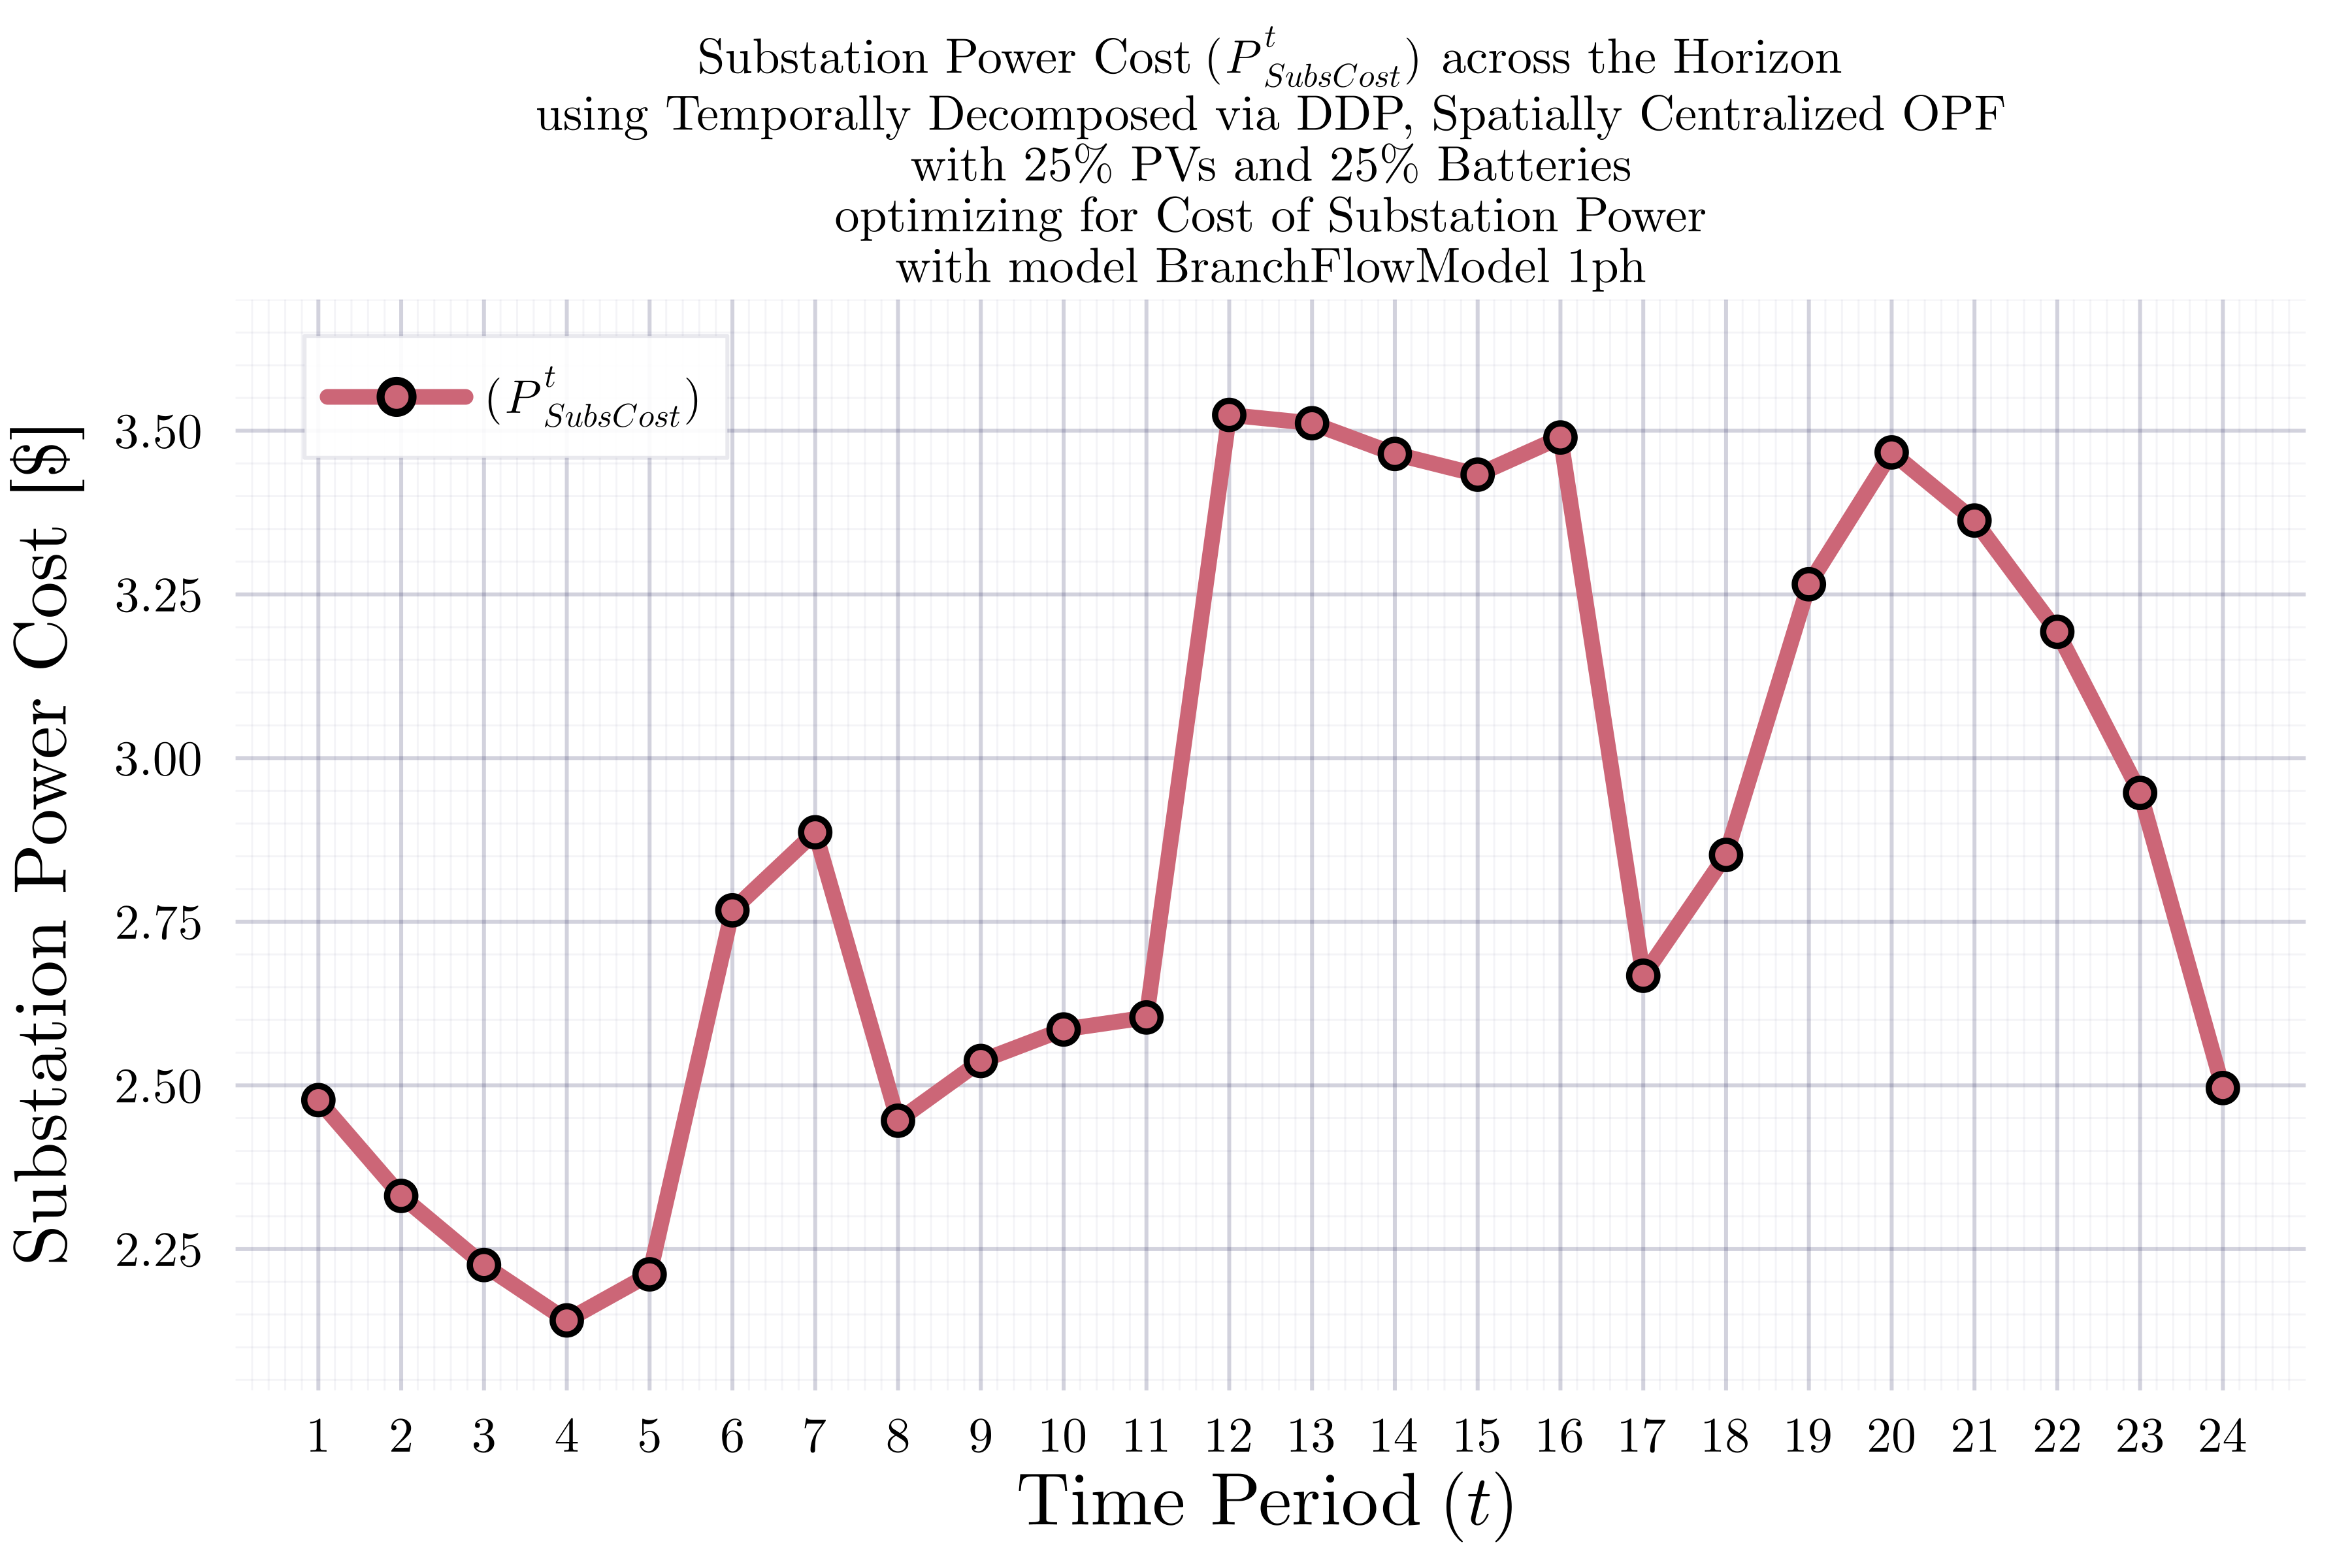 Substation Power Cost (P^t_SubsCost) across the Horizon
using Temporally Decomposed via DDP, Spatially Centralized OPF
with 25% PVs and 25% Batteries
optimizing for Cost of Substation Power
with model BranchFlowModel 1ph
(P^t_SubsCost)
Substation Power Cost [$]
3.50
3.25
3.00
2.75
2.50
2.25
1 2 3 4 5 6 7 8 9 10 11 12 13 14 15 16 17 18 19 20 21 22 23 24
Time Period (t)